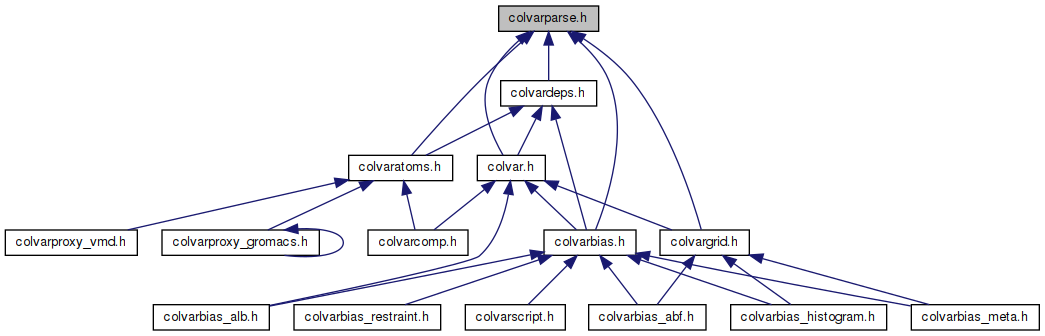 colvarparse.h
colvardeps.h
colvaratoms.h
colvar.h
colvarproxy_vmd.h
colvarproxy_gromacs.h
colvarcomp.h
colvarbias.h
colvargrid.h
colvarbias_alb.h
colvarbias_restraint.h
colvarscript.h
colvarbias_abf.h
colvarbias_histogram.h
colvarbias_meta.h